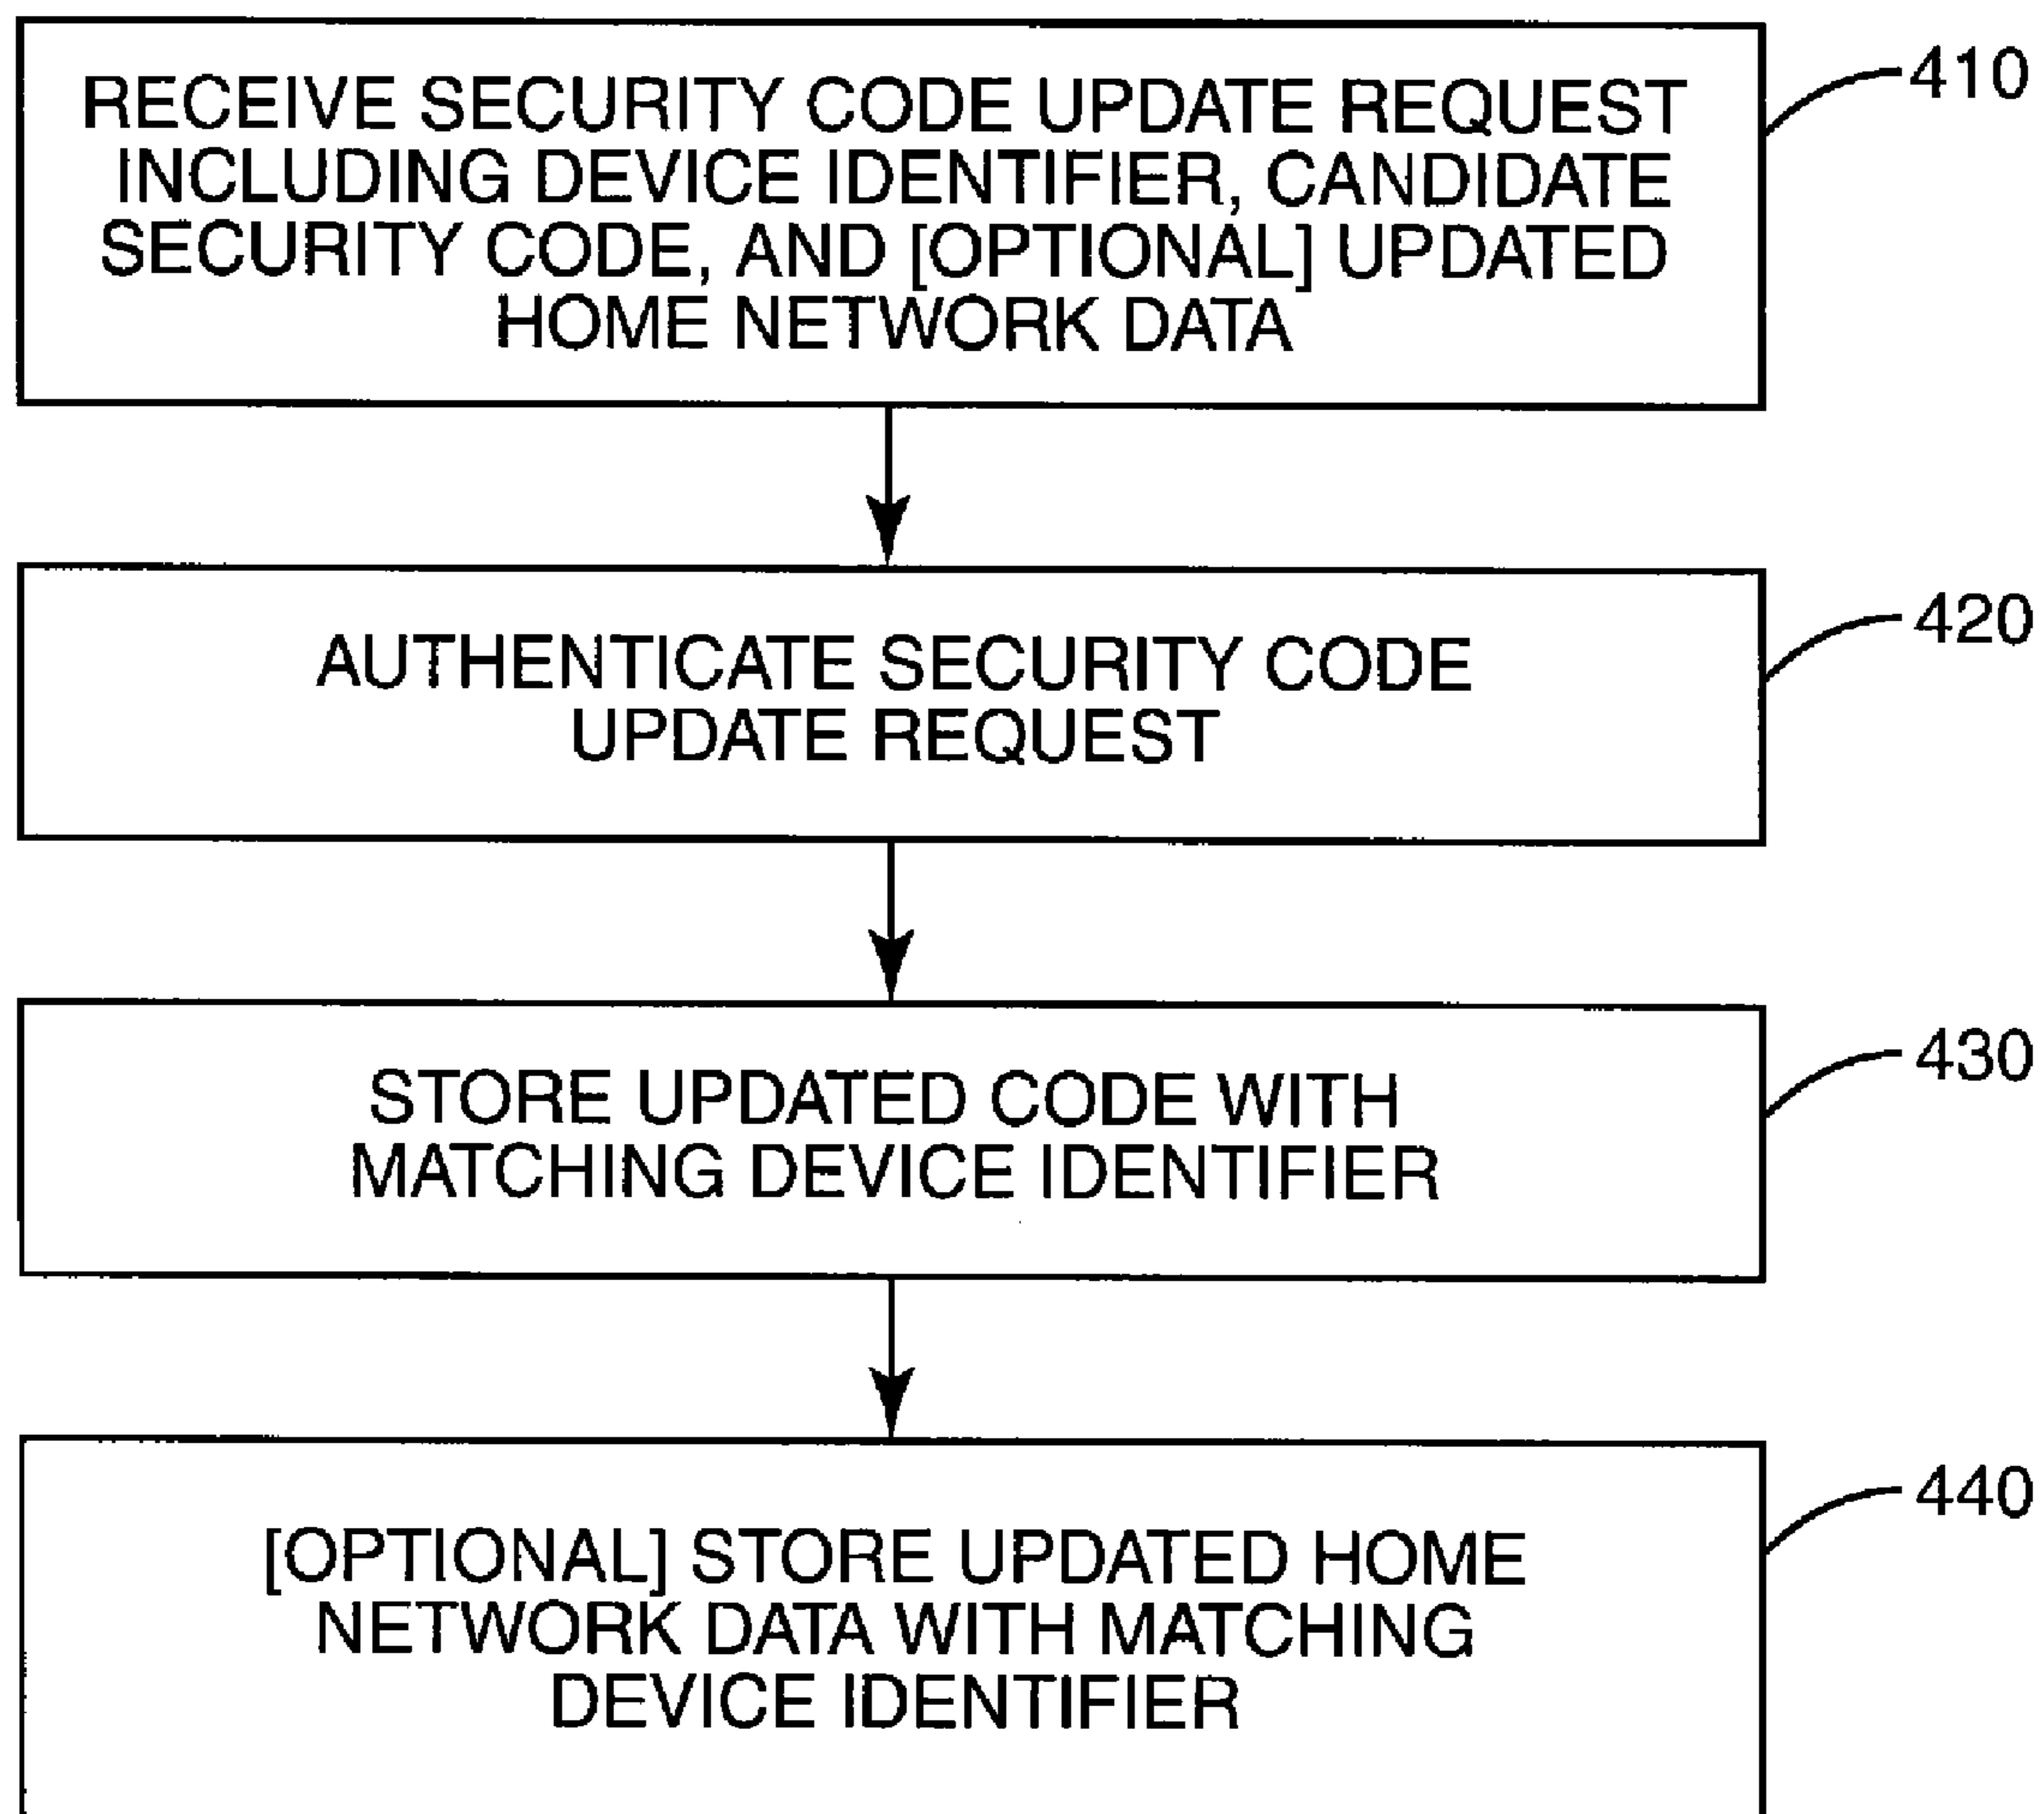 RECEIVE SECURITY CODE UPDATE REQUEST
INCLUDING DEVICE IDENTIFIER, CANDIDATE
SECURITY CODE, AND [OPTIONAL] UPDATED
HOME NETWORK DATA
410
AUTHENTICATE SECURITY CODE
UPDATE REQUEST
420
STORE UPDATED CODE WITH
MATCHING DEVICE IDENTIFIER
430
[OPTIONAL] STORE UPDATED HOME
NETWORK DATA WITH MATCHING
DEVICE IDENTIFIER
440